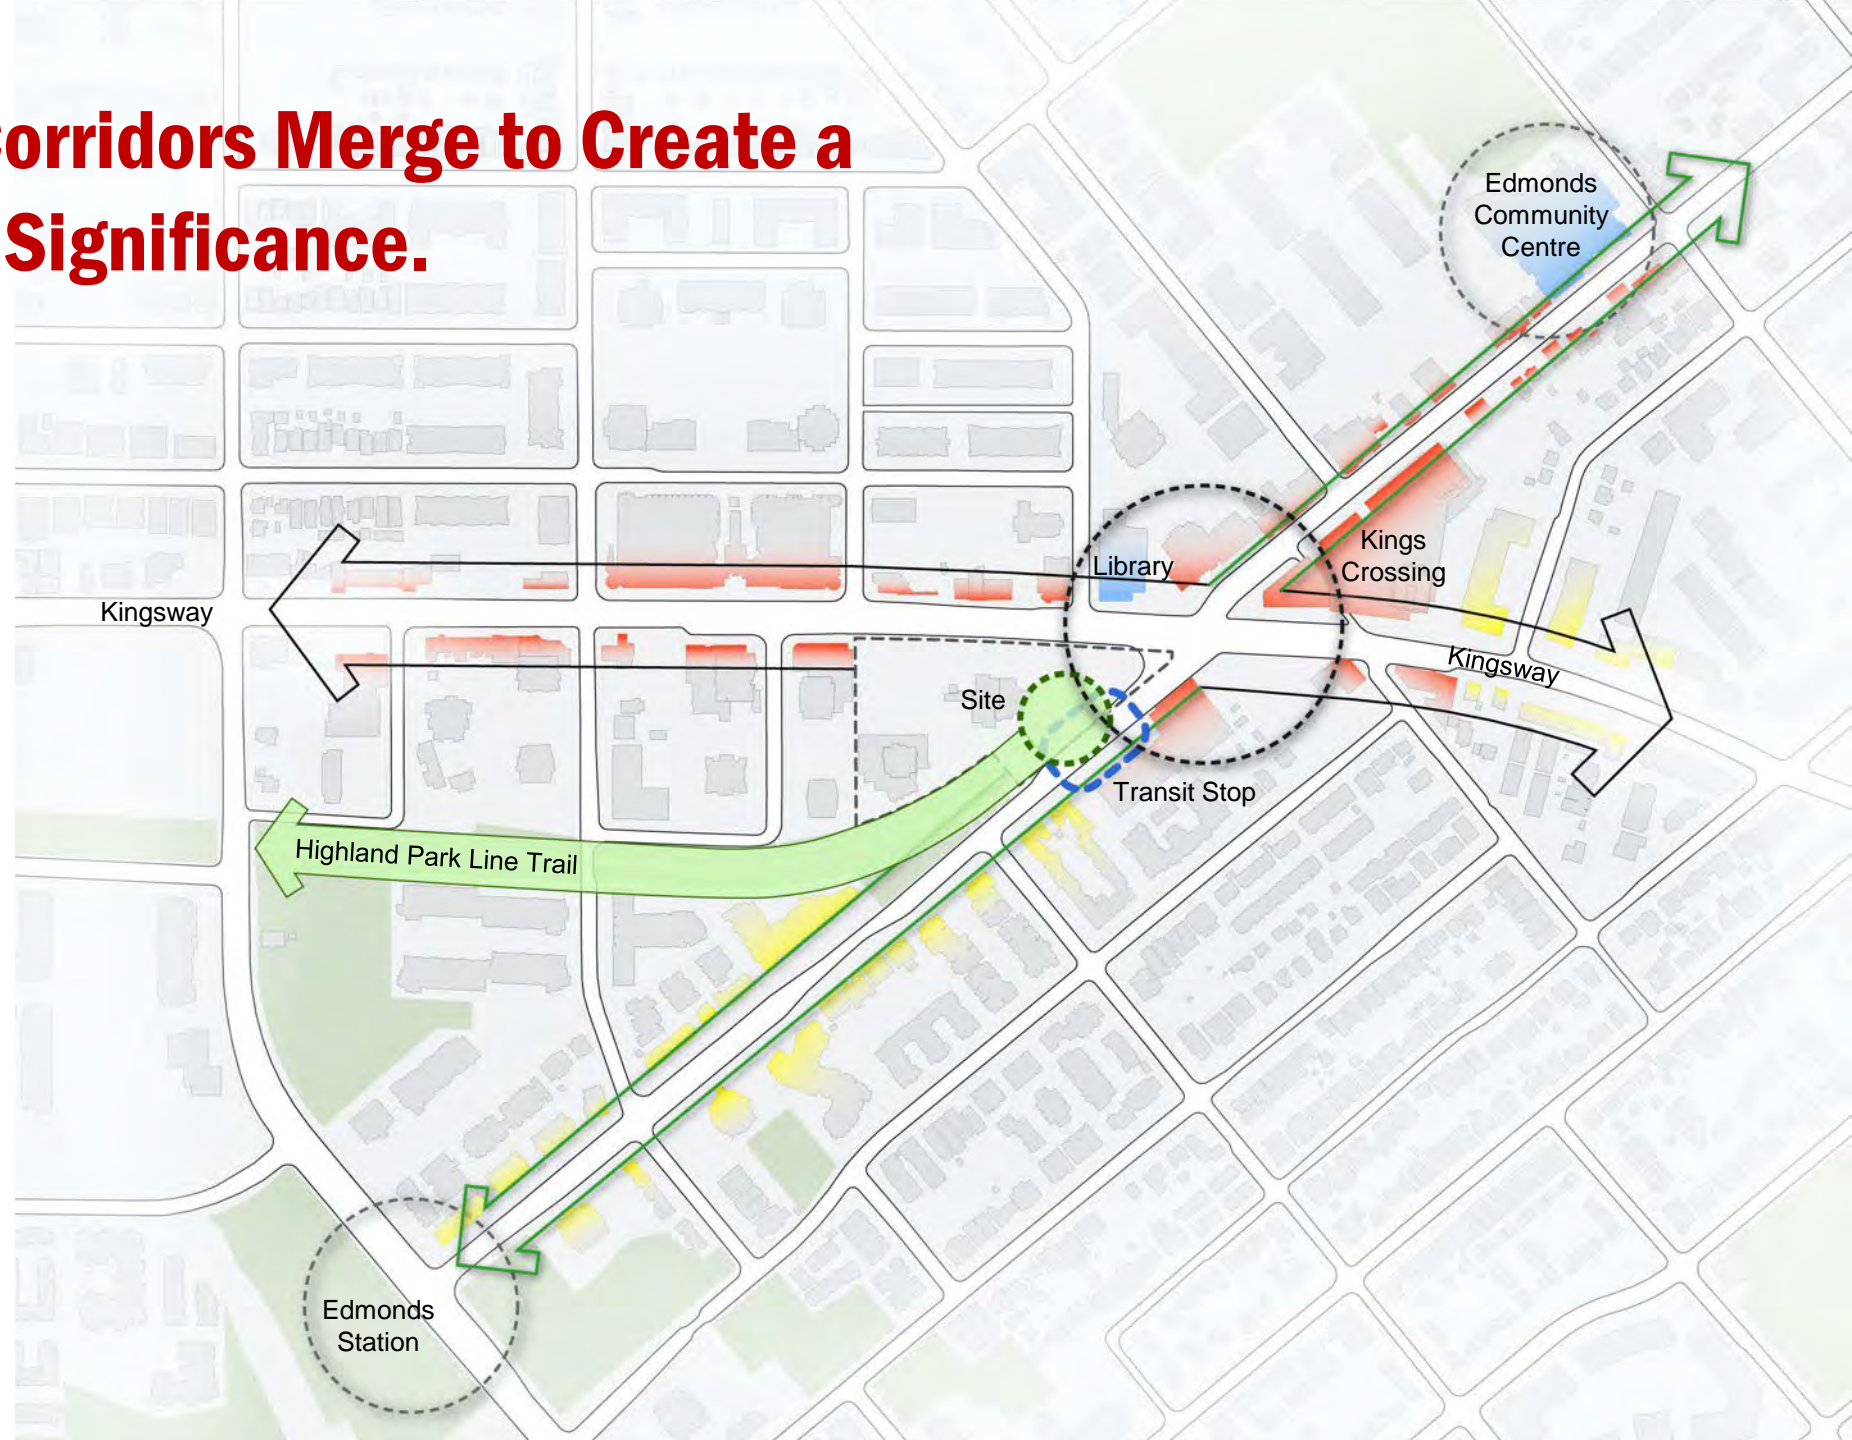 orridors Merge to Create a
Significance.
Edmonds
Community
Centre
Kings
Crossing
Library
Kingsway
Kingsway
Site
Transit Stop
Highland Park Line Trail
Edmonds
Station